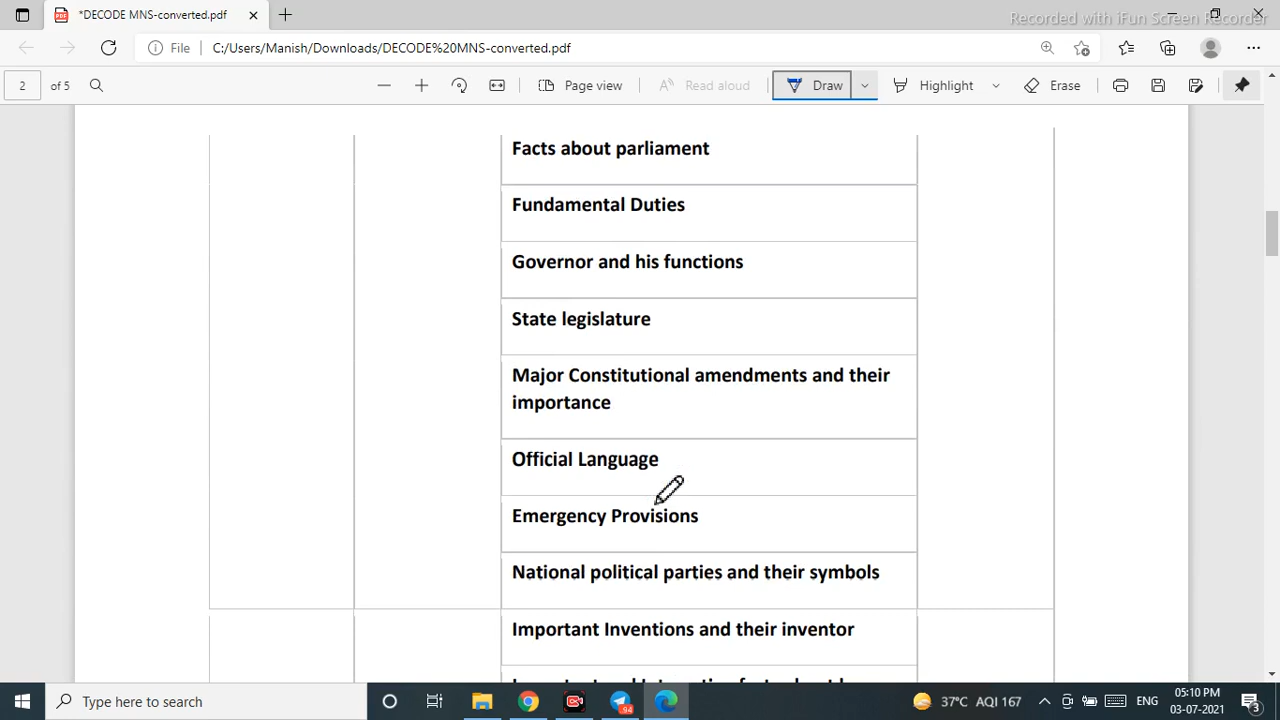 *DECODE MNS-converted.pdf
Recorded with iFun Screen Recorder
File C:/Users/Manish/Downloads/DECODE%20MNS-converted.pdf
2 of 5 Page view Read aloud Draw Highlight Erase
Facts about parliament
Fundamental Duties
Governor and his functions
State legislature
Major Constitutional amendments and their
importance
Official Language
Emergency Provisions
National political parties and their symbols
Important Inventions and their inventor
Type here to search
94
37°C AQI 167
ENG
05:10 PM
03-07-2021
3